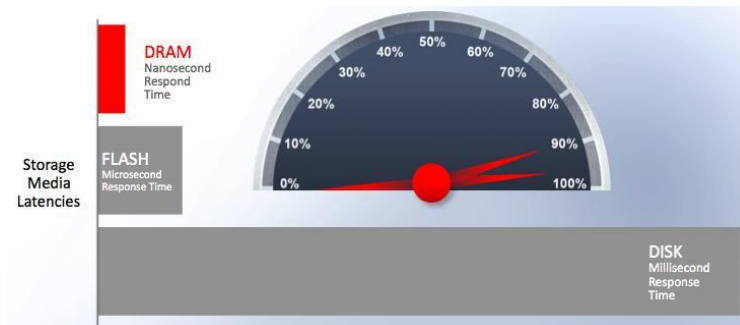 DRAM
Nanosecond
Respond
Time
FLASH
Microsecond
Response Time
Storage
Media
Latencies
0%
10%
20%
30%
40%
50%
60%
70%
80%
90%
100%
DISK
Millisecond
Response
Time